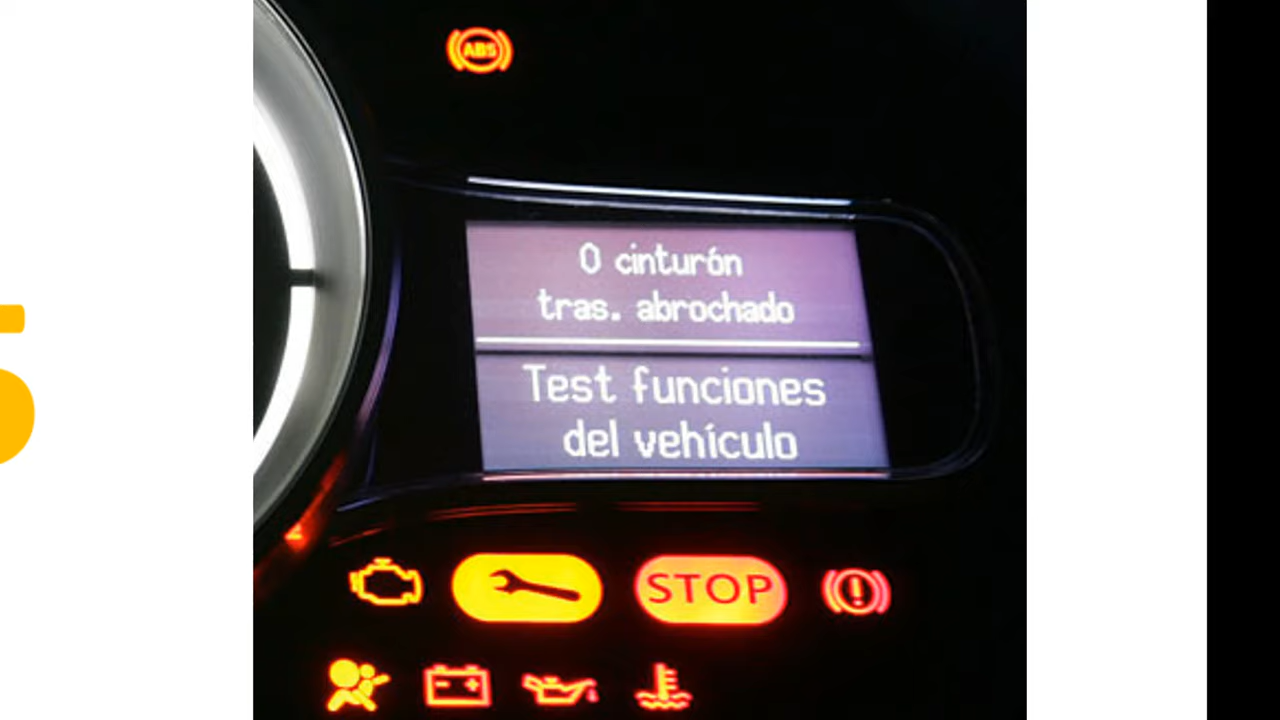 ABS
0 cinturón
tras. abrochado
Test funciones
del vehículo
STOP